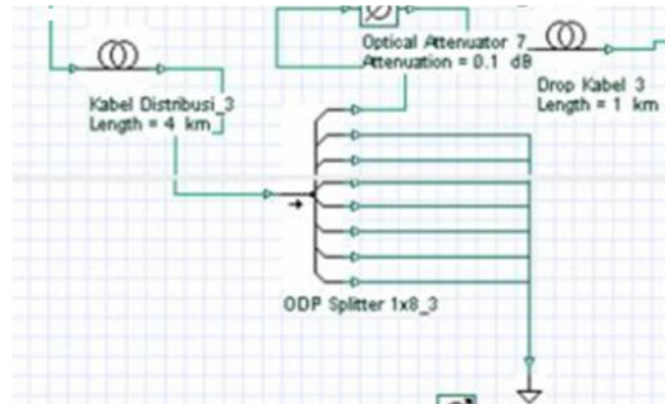 Optical Attenuator 7
Attenuation = 0.1 dB
Drop Kabel 3
Length = 1 km
Kabel Distribusi_3
Length = 4 km
ODP Splitter 1x8_3